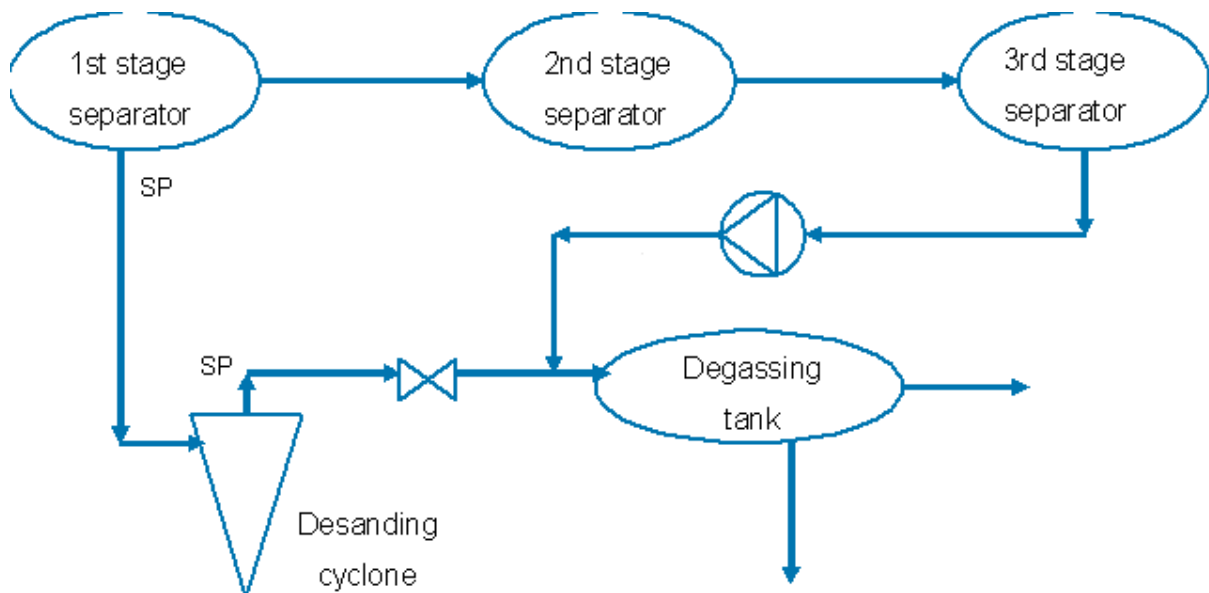 1st stage
separator
2nd stage
separator
3rd stage
separator
SP
SP
Degassing
tank
Desanding
cyclone